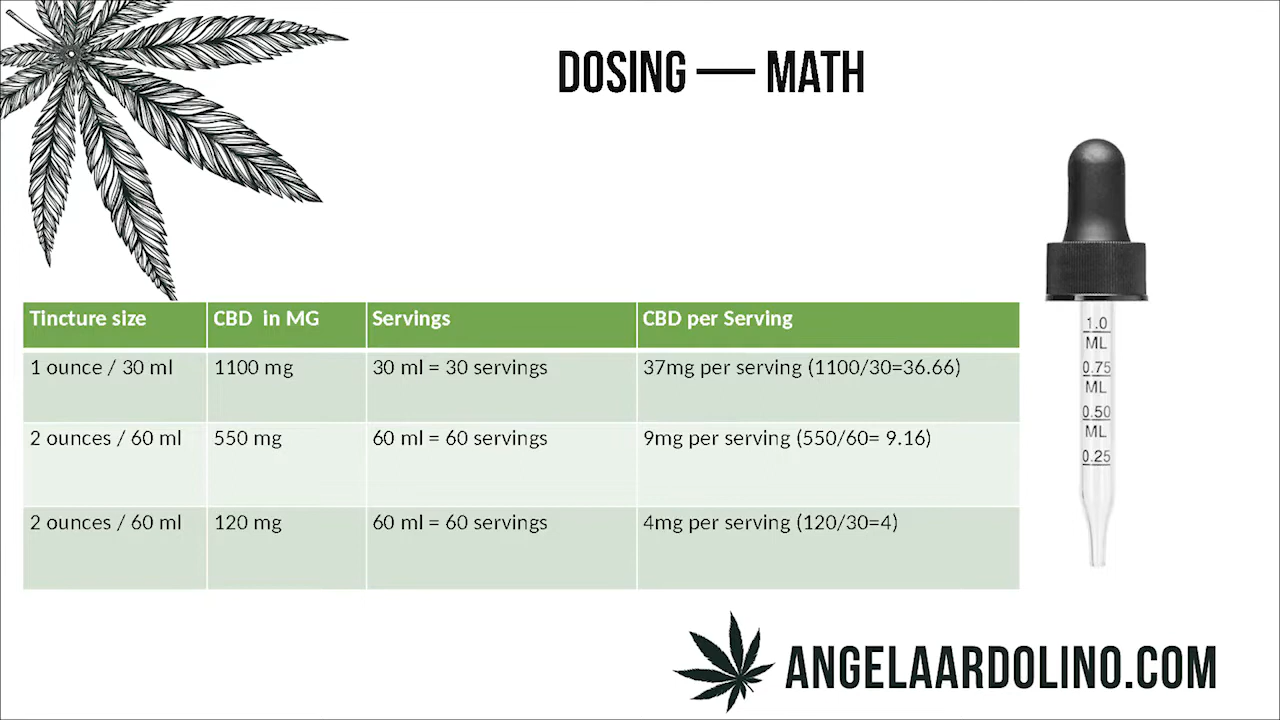 DOSING — MATH
Tincture size CBD in MG Servings CBD per Serving
1 ounce / 30 ml 1100 mg 30 ml = 30 servings 37mg per serving (1100/30=36.66)
2 ounces / 60 ml 550 mg 60 ml = 60 servings 9mg per serving (550/60= 9.16)
2 ounces / 60 ml 120 mg 60 ml = 60 servings 4mg per serving (120/30=4)
1.0
ML
0.75
ML
0.50
ML
0.25
ANGELAARDOLINO.COM